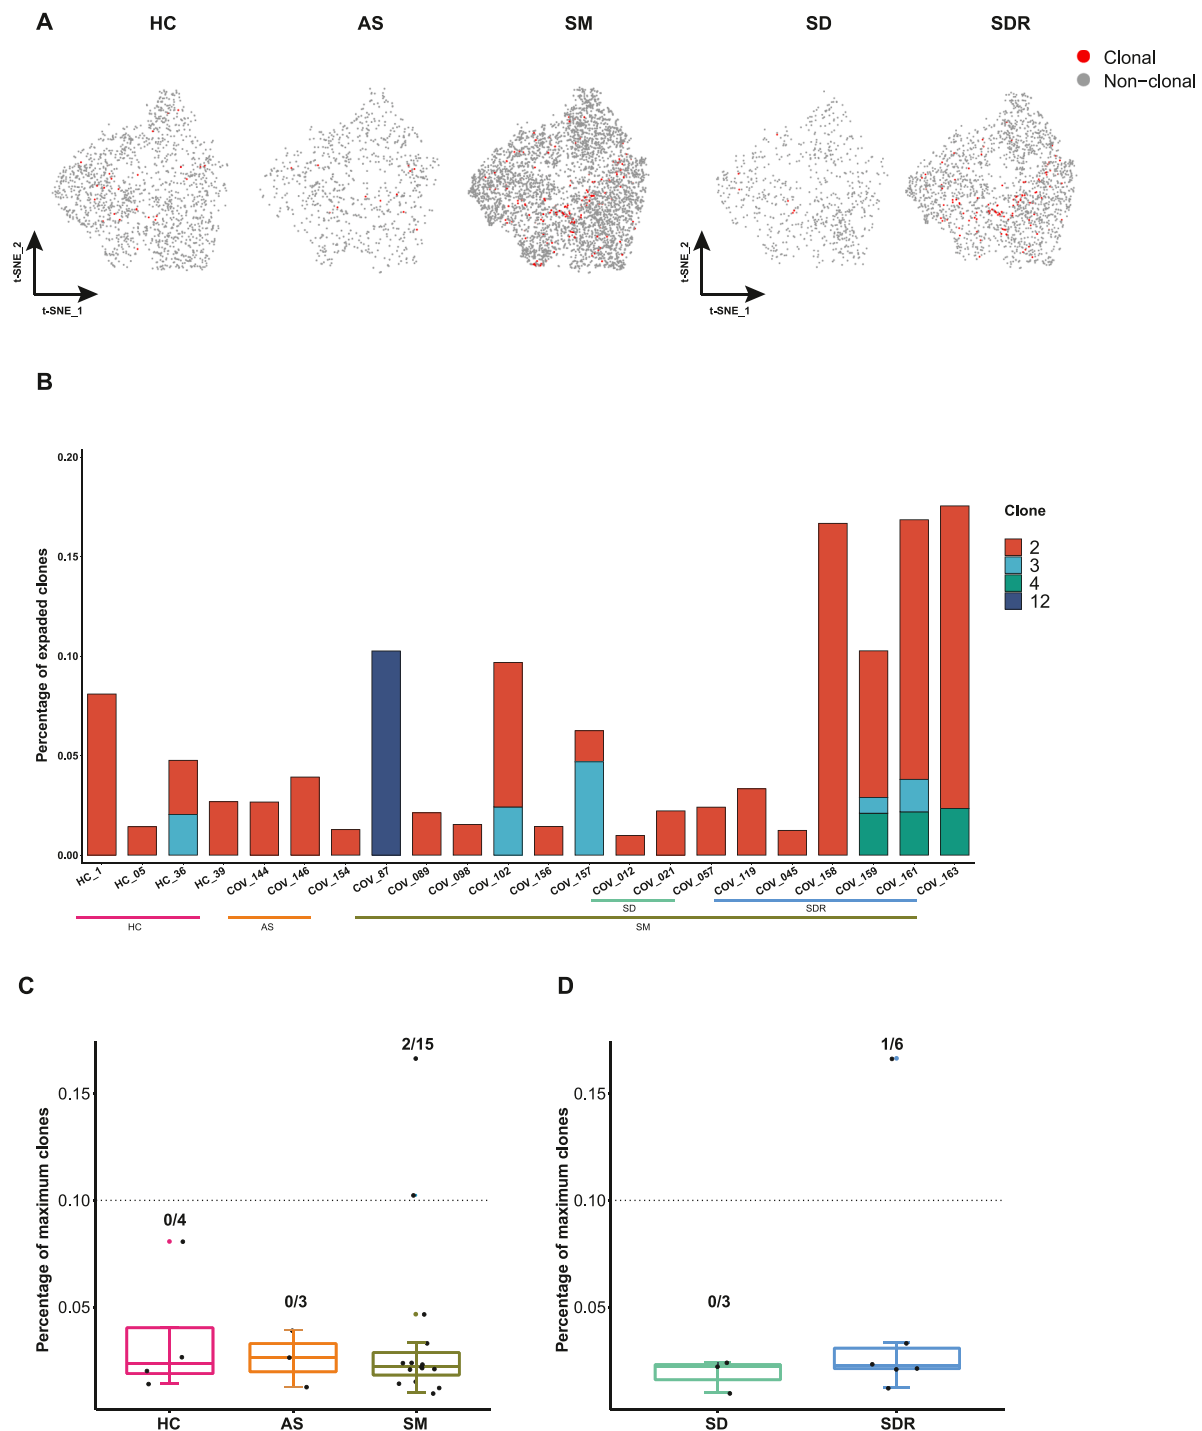 A
HC
AS
SM
SD
SDR
Clonal
Non−clonal
t-SNE_2
t-SNE_1
t-SNE_2
t-SNE_1
B
Percentage of expaded clones
0.20
0.15
0.10
0.05
0.00
Clone
2
3
4
12
HC_1
HC_05
HC_36
HC_39
COV_144
COV_146
COV_154
COV_87
COV_089
COV_098
COV_102
COV_156
COV_157
COV_012
COV_021
COV_057
COV_119
COV_045
COV_158
COV_159
COV_161
COV_163
SD
SDR
HC
AS
SM
C
Percentage of maximum clones
0.15
0.10
0.05
2/15
0/4
0/3
HC
AS
SM
D
Percentage of maximum clones
0.15
0.10
0.05
1/6
0/3
SD
SDR